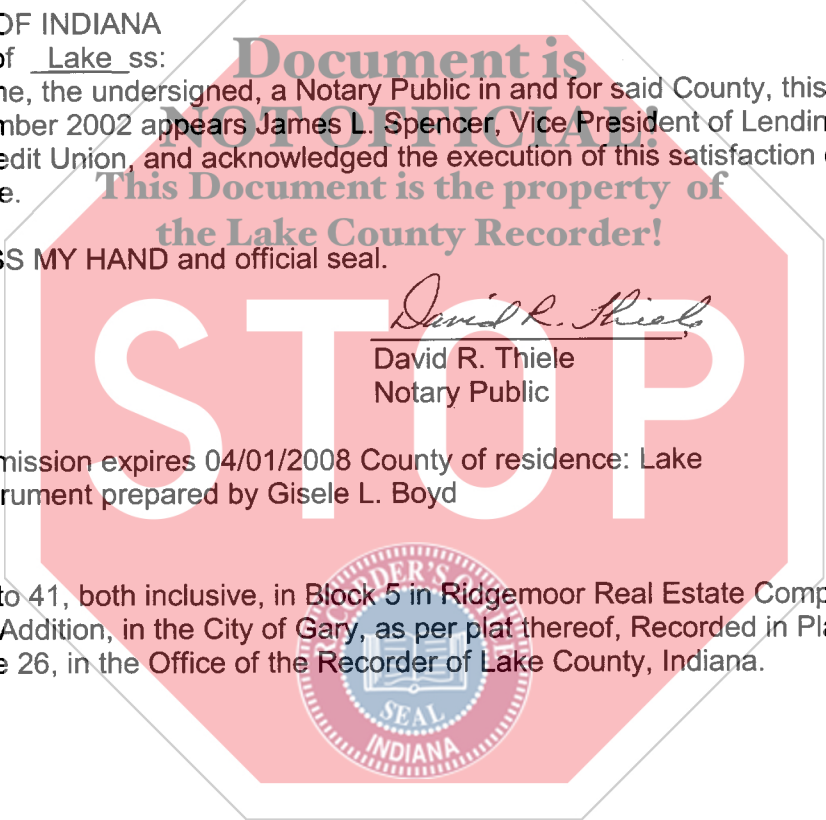 OF INDIANA
of Lake ss:
Document is
ne, the undersigned, a Notary Public in and for said County, this
mber 2002 appears James L. Spencer, Vice President of Lendin
NOT OFFICIAL!
edit Union, and acknowledged the execution of this satisfaction
This Document is the property of
e.
the Lake County Recorder!
SS MY HAND and official seal.
David R. Thiele
David R. Thiele
Notary Public
STOP
mission expires 04/01/2008 County of residence: Lake
rument prepared by Gisele L. Boyd
to 41, both inclusive, in Block 5 in Ridgemoor Real Estate Comp
Addition, in the City of Gary, as per plat thereof, Recorded in Pla
e 26, in the Office of the Recorder of Lake County, Indiana.
RECORDER'S OFFICE
SEAL
INDIANA